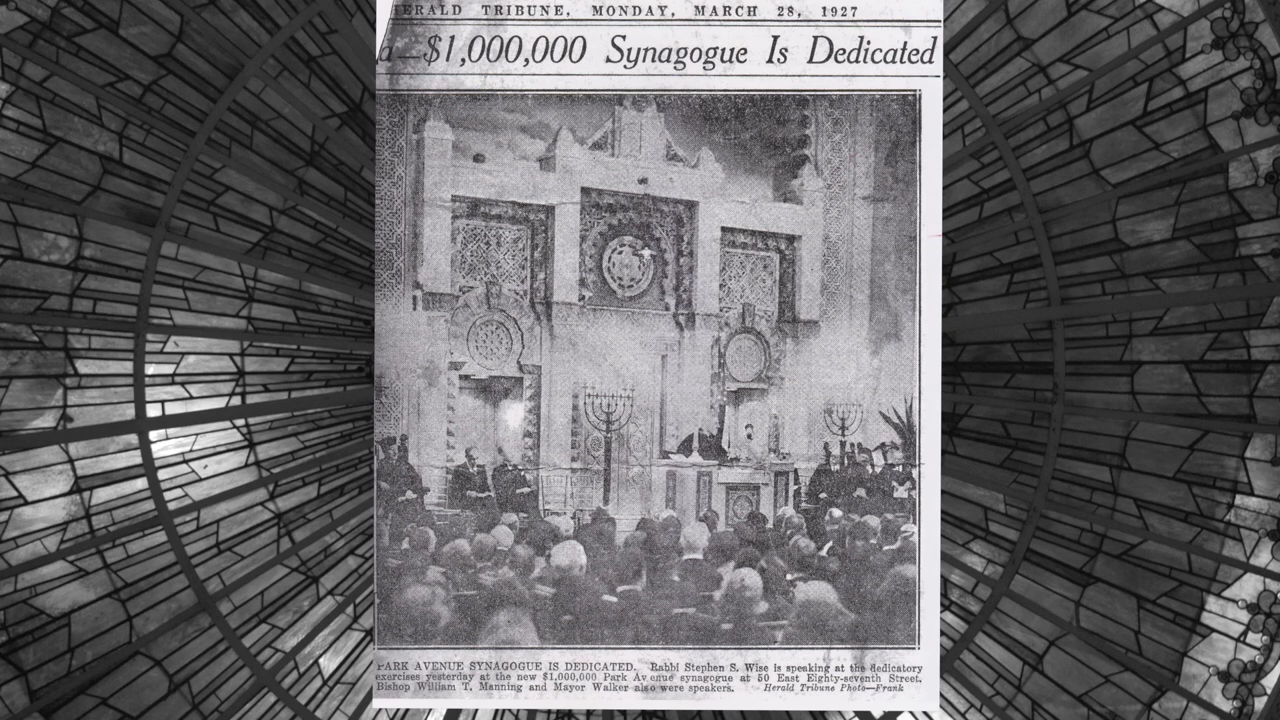 HERALD TRIBUNE, MONDAY, MARCH 28, 1927
$1,000,000 Synagogue Is Dedicated
PARK AVENUE SYNAGOGUE IS DEDICATED. Rabbi Stephen S. Wise is speaking at the dedicatory
exercises yesterday at the new $1,000,000 Park Avenue synagogue at 50 East Eighty-seventh Street.
Bishop William T. Manning and Mayor Walker also were speakers. Herald Tribune Photo—Frank